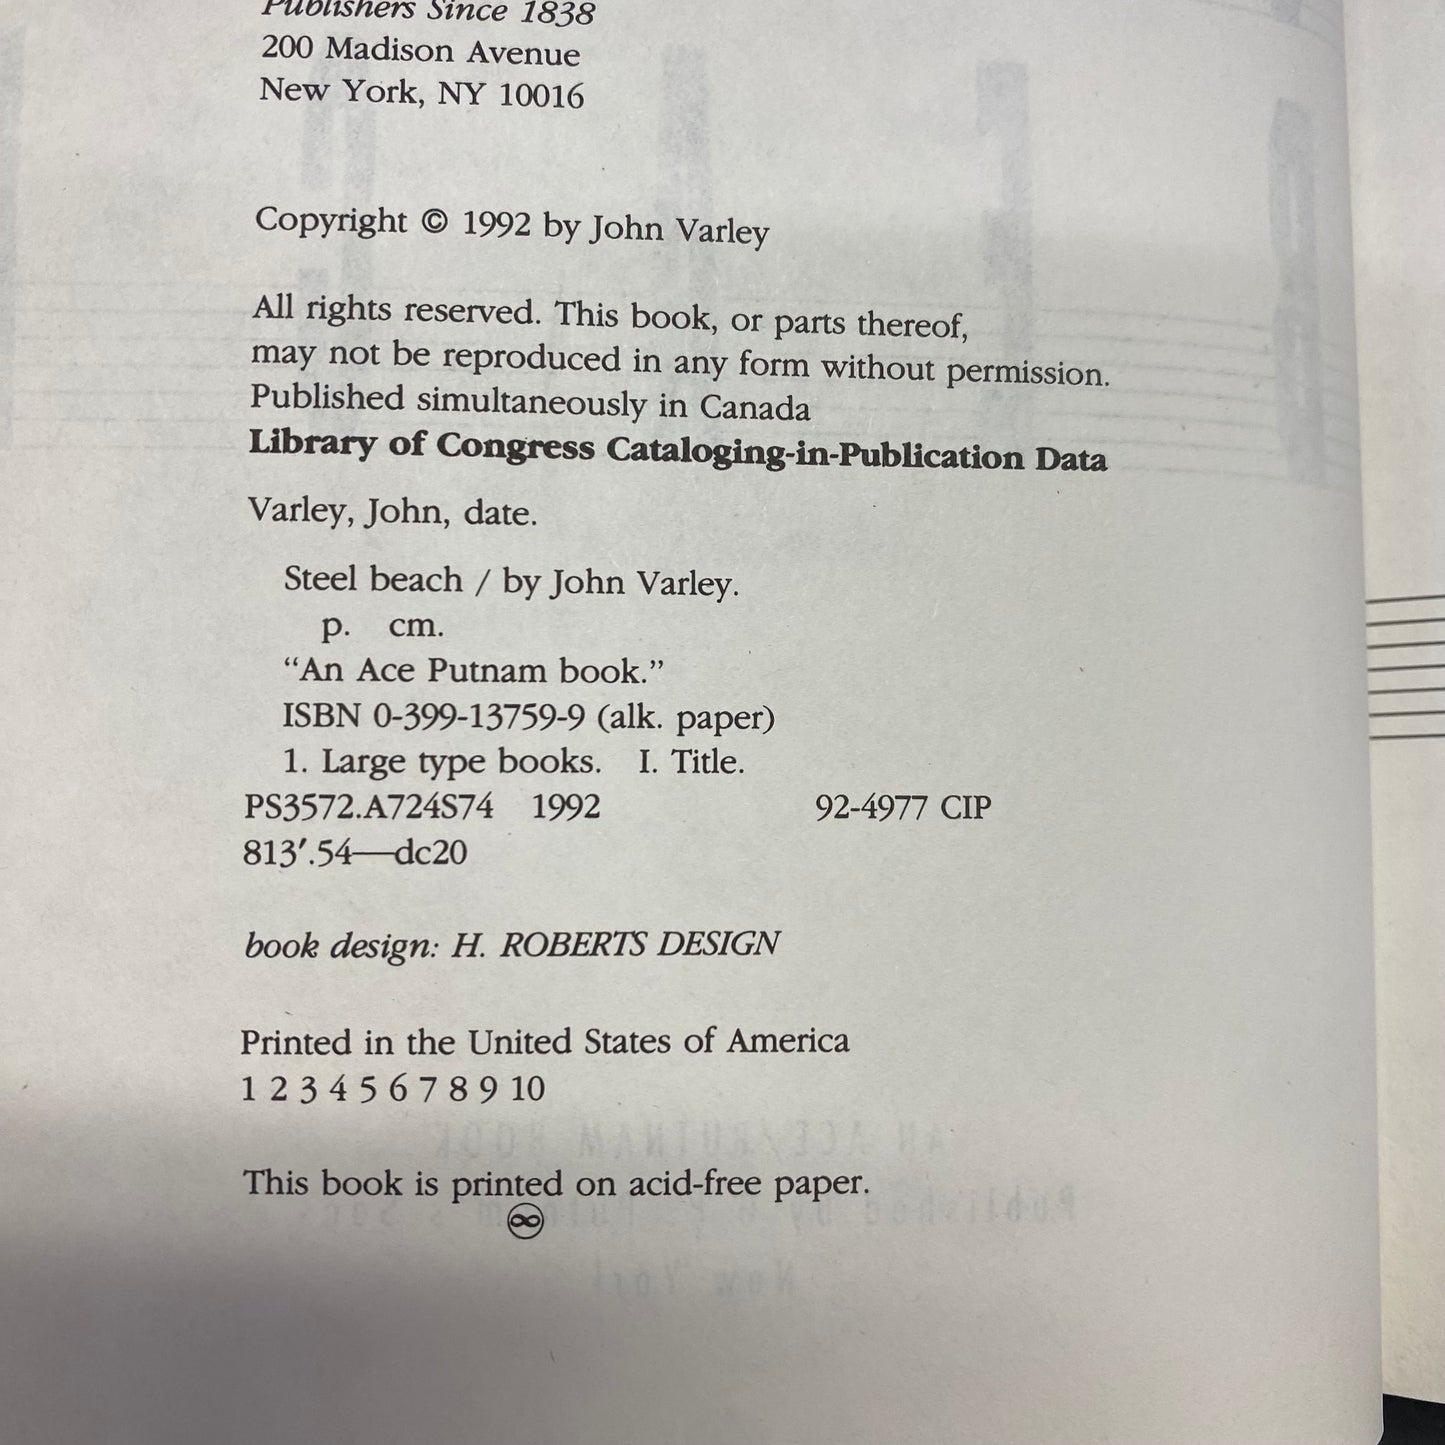 Publishers Since 1838
200 Madison Avenue
New York, NY 10016
Copyright © 1992 by John Varley
All rights reserved. This book, or parts thereof,
may not be reproduced in any form without permission.
Published simultaneously in Canada
Library of Congress Cataloging-in-Publication Data
Varley, John, date.
Steel beach / by John Varley.
p. cm.
“An Ace Putnam book.”
ISBN 0-399-13759-9 (alk. paper)
1. Large type books. I. Title.
PS3572.A724S74 1992 92-4977 CIP
813′.54—dc20
book design: H. ROBERTS DESIGN
Printed in the United States of America
1 2 3 4 5 6 7 8 9 10
This book is printed on acid-free paper.
♾